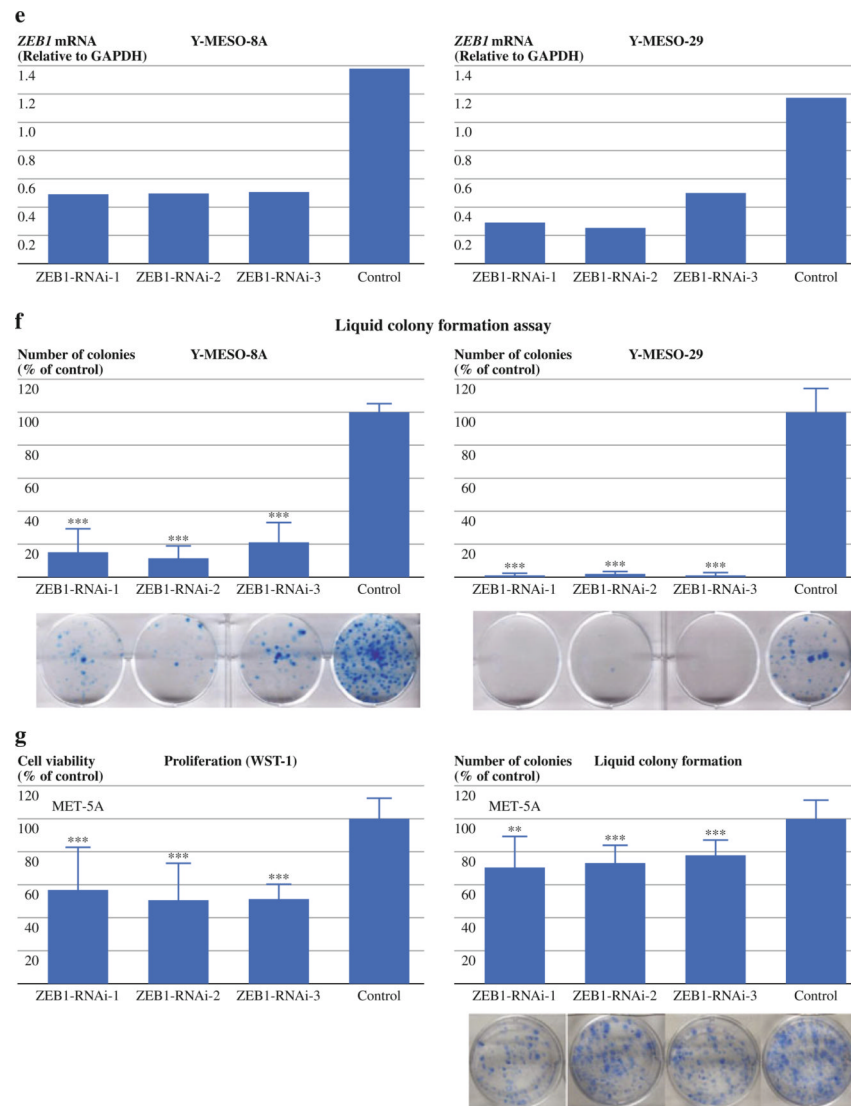 e
ZEB1 mRNA
(Relative to GAPDH)
Y-MESO-8A
1.4
1.2
1.0
0.8
0.6
0.4
0.2
ZEB1-RNAi-1 ZEB1-RNAi-2 ZEB1-RNAi-3 Control
ZEB1 mRNA
(Relative to GAPDH)
Y-MESO-29
1.4
1.2
1.0
0.8
0.6
0.4
0.2
ZEB1-RNAi-1 ZEB1-RNAi-2 ZEB1-RNAi-3 Control
f
Liquid colony formation assay
Number of colonies
(% of control)
Y-MESO-8A
120
100
80
60
40
20
*** *** ***
ZEB1-RNAi-1 ZEB1-RNAi-2 ZEB1-RNAi-3 Control
Number of colonies
(% of control)
Y-MESO-29
120
100
80
60
40
20
*** *** ***
ZEB1-RNAi-1 ZEB1-RNAi-2 ZEB1-RNAi-3 Control
g
Cell viability
(% of control)
Proliferation (WST-1)
120
100
80
60
40
20
MET-5A
*** *** ***
ZEB1-RNAi-1 ZEB1-RNAi-2 ZEB1-RNAi-3 Control
Number of colonies
(% of control)
Liquid colony formation
120
100
80
60
40
20
MET-5A
** *** ***
ZEB1-RNAi-1 ZEB1-RNAi-2 ZEB1-RNAi-3 Control